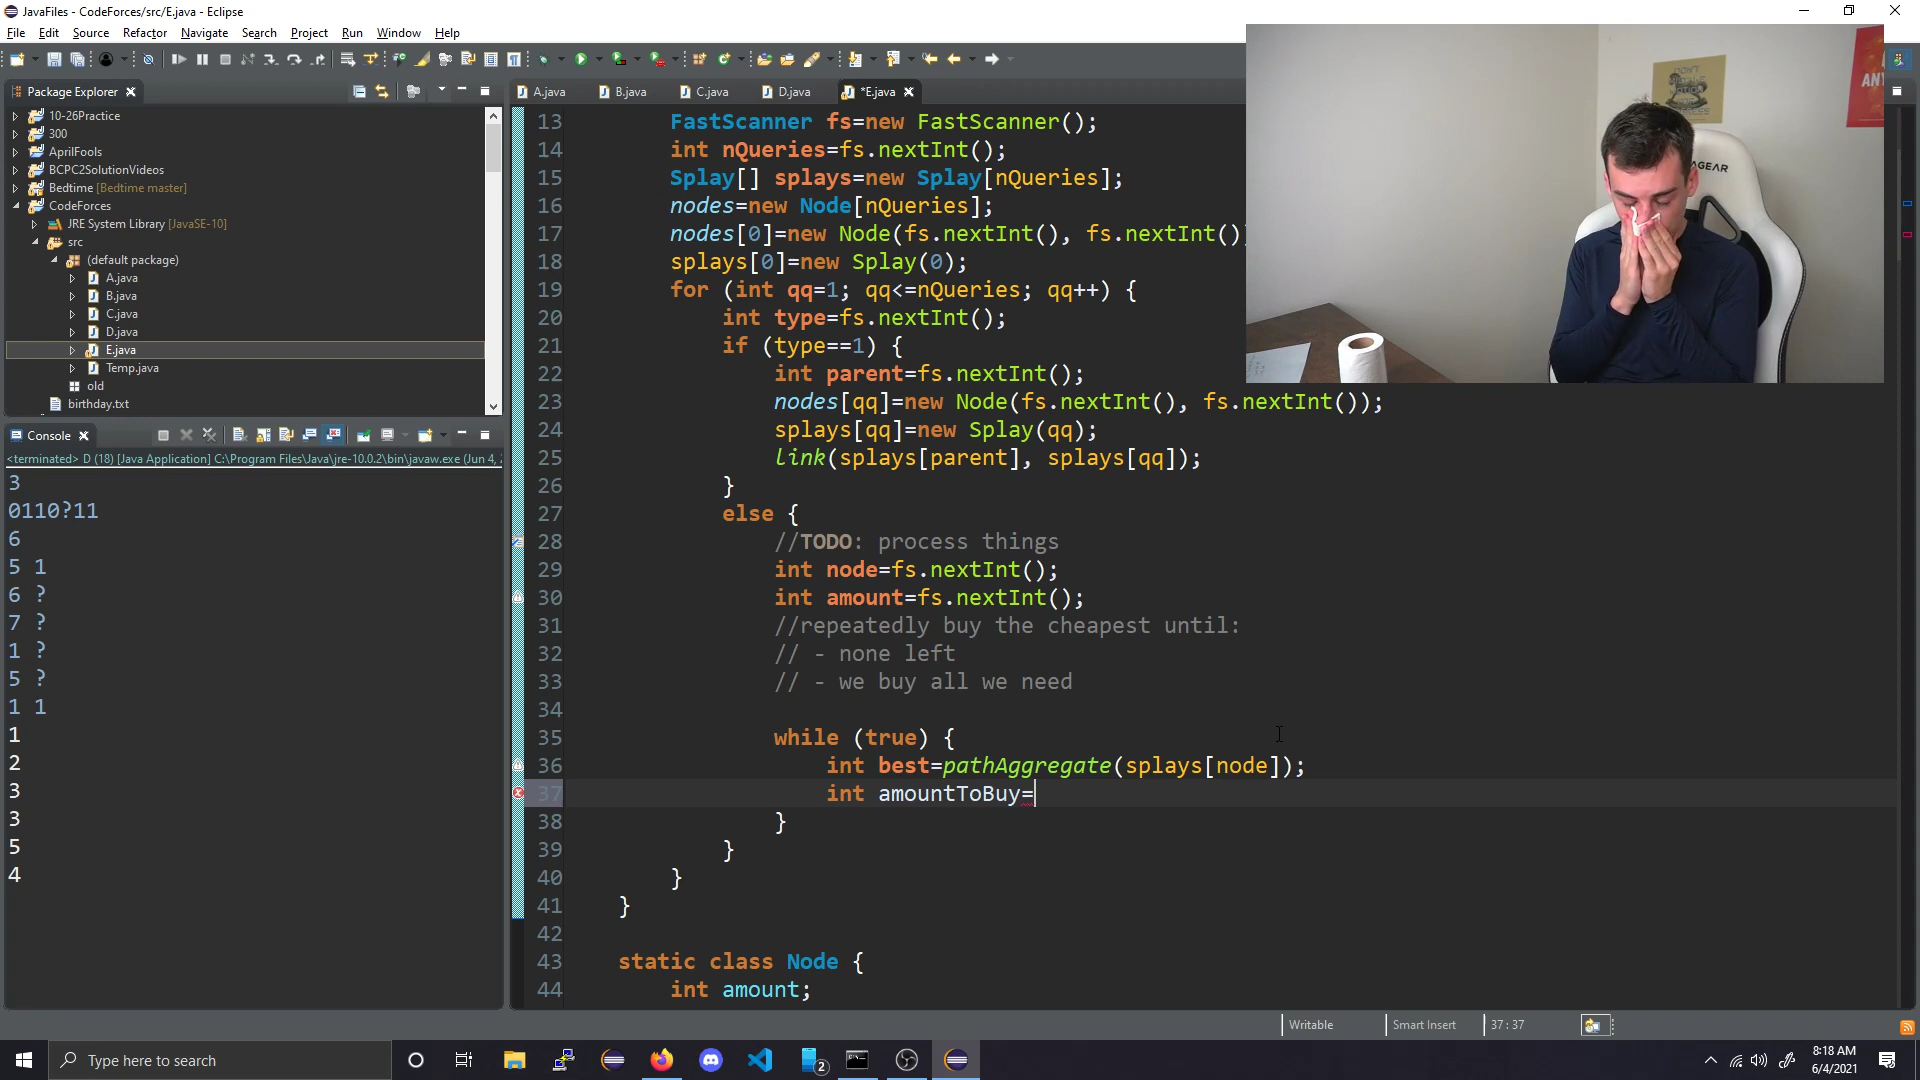 JavaFiles - CodeForces/src/E.java - Eclipse
File Edit Source Refactor Navigate Search Project Run Window Help
Package Explorer
10-26Practice
300
AprilFools
BCPC2SolutionVideos
Bedtime [Bedtime master]
CodeForces
JRE System Library [JavaSE-10]
src
(default package)
A.java
B.java
C.java
D.java
E.java
Temp.java
old
birthday.txt
Console
<terminated> D (18) [Java Application] C:\Program Files\Java\jre-10.0.2\bin\javaw.exe (Jun 4,
3
0110?11
6
5 1
6 ?
7 ?
1 ?
5 ?
1 1
1
2
3
3
5
4
A.java B.java C.java D.java *E.java
13 FastScanner fs=new FastScanner();
14 int nQueries=fs.nextInt();
15 Splay[] splays=new Splay[nQueries];
16 nodes=new Node[nQueries];
17 nodes[0]=new Node(fs.nextInt(), fs.nextInt()
18 splays[0]=new Splay(0);
19 for (int qq=1; qq<=nQueries; qq++) {
20 int type=fs.nextInt();
21 if (type==1) {
22 int parent=fs.nextInt();
23 nodes[qq]=new Node(fs.nextInt(), fs.nextInt());
24 splays[qq]=new Splay(qq);
25 link(splays[parent], splays[qq]);
26 }
27 else {
28 //TODO: process things
29 int node=fs.nextInt();
30 int amount=fs.nextInt();
31 //repeatedly buy the cheapest until:
32 // - none left
33 // - we buy all we need
34
35 while (true) {
36 int best=pathAggregate(splays[node]);
37 int amountToBuy=
38 }
39 }
40 }
41 }
42
43 static class Node {
44 int amount;
Writable Smart Insert 37 : 37
Type here to search
2
8:18 AM
6/4/2021